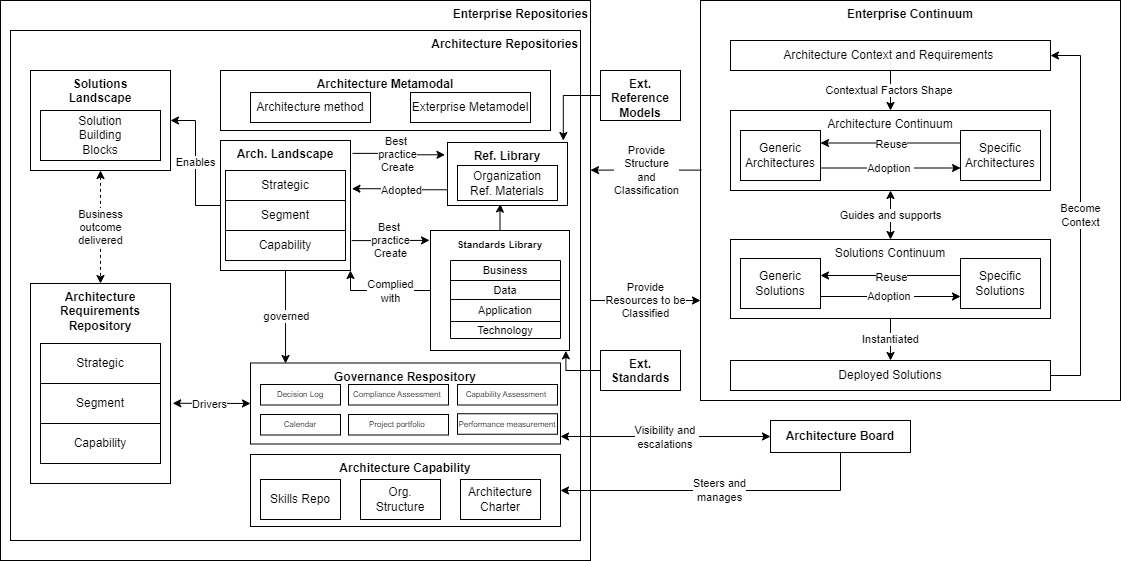 Enterprise Repositories
Architecture Repositories
Solutions
Landscape
Solution
Building
Blocks
Enables
Business
outcome
delivered
Architecture
Requirements
Repository
Strategic
Segment
Capability
Drivers
Architecture Metamodal
Architecture method
Exterprise Metamodel
Arch. Landscape
Strategic
Segment
Capability
Best
practice
Create
Adopted
Best
practice
Create
Complied
with
governed
Ref. Library
Organization
Ref. Materials
Standards Library
Business
Data
Application
Technology
Governance Respository
Decision Log
Compliance Assessment
Capability Assessment
Calendar
Project portfolio
Performance measurement
Architecture Capability
Skills Repo
Org.
Structure
Architecture
Charter
Ext.
Reference
Models
Provide
Structure
and
Classification
Provide
Resources to be
Classified
Ext.
Standards
Visibility and
escalations
Steers and
manages
Architecture Board
Enterprise Continuum
Architecture Context and Requirements
Contextual Factors Shape
Architecture Continuum
Generic
Architectures
Reuse
Adoption
Specific
Architectures
Guides and supports
Solutions Continuum
Generic
Solutions
Reuse
Adoption
Specific
Solutions
Instantiated
Deployed Solutions
Become
Context